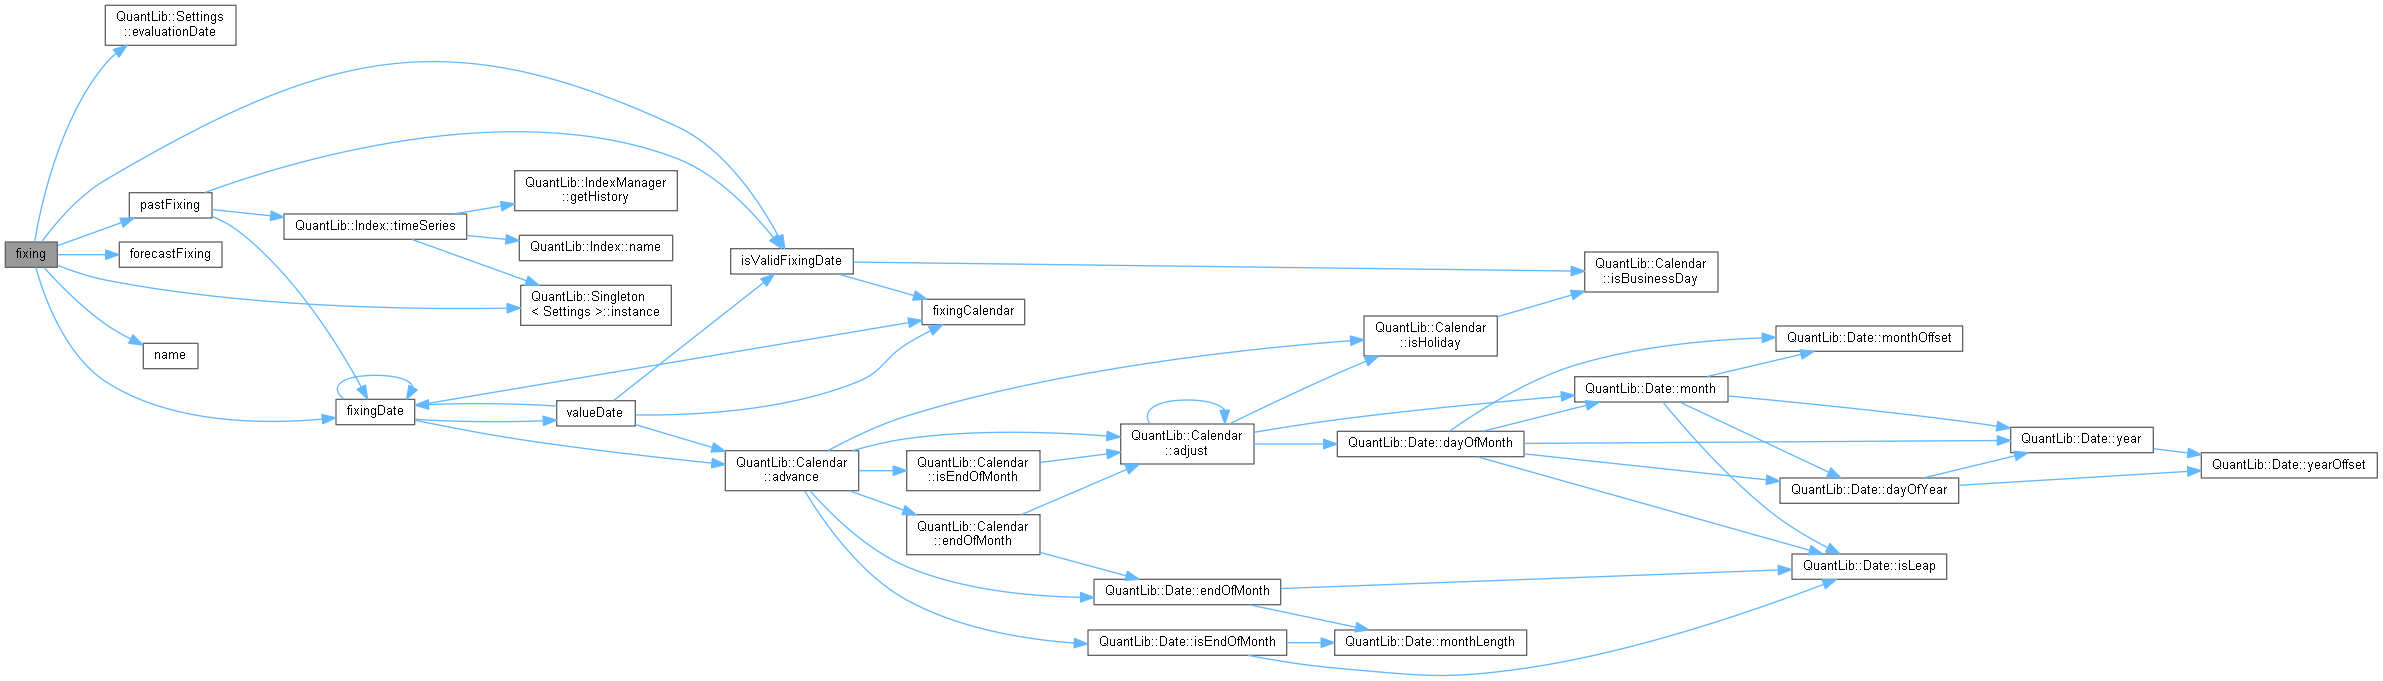 QuantLib::Settings
::evaluationDate
pastFixing
fixing
forecastFixing
name
QuantLib::Index::timeSeries
QuantLib::IndexManager
::getHistory
QuantLib::Index::name
QuantLib::Singleton
< Settings >::instance
fixingDate
valueDate
isValidFixingDate
fixingCalendar
QuantLib::Calendar
::advance
QuantLib::Calendar
::isEndOfMonth
QuantLib::Calendar
::endOfMonth
QuantLib::Calendar
::adjust
QuantLib::Date::endOfMonth
QuantLib::Date::isEndOfMonth
QuantLib::Calendar
::isHoliday
QuantLib::Date::dayOfMonth
QuantLib::Date::monthLength
QuantLib::Calendar
::isBusinessDay
QuantLib::Date::month
QuantLib::Date::monthOffset
QuantLib::Date::dayOfYear
QuantLib::Date::isLeap
QuantLib::Date::year
QuantLib::Date::yearOffset